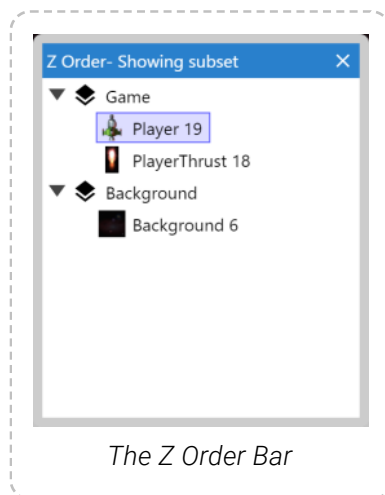 Z Order- Showing subset
Game
Player 19
PlayerThrust 18
Background
Background 6
The Z Order Bar